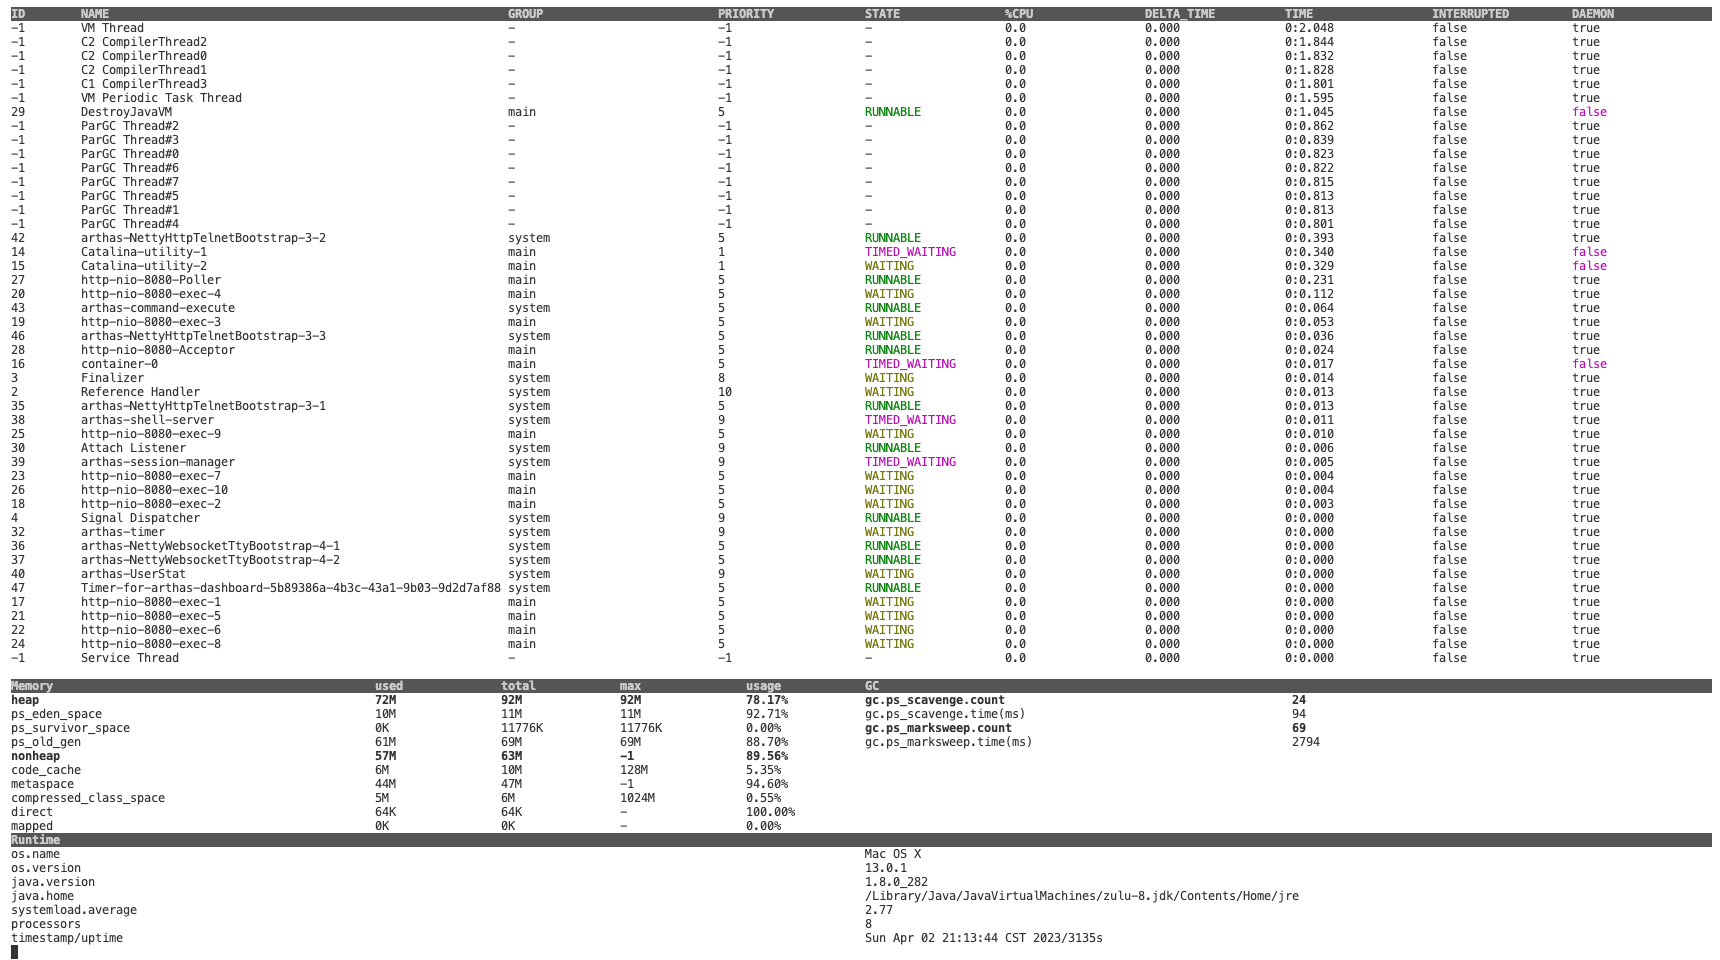 ID NAME GROUP PRIORITY STATE %CPU DELTA_TIME TIME INTERRUPTED DAEMON
-1 VM Thread - -1 - 0.0 0.000 0:2.048 false true
-1 C2 CompilerThread2 - -1 - 0.0 0.000 0:1.844 false true
-1 C2 CompilerThread0 - -1 - 0.0 0.000 0:1.832 false true
-1 C2 CompilerThread1 - -1 - 0.0 0.000 0:1.828 false true
-1 C1 CompilerThread3 - -1 - 0.0 0.000 0:1.801 false true
-1 VM Periodic Task Thread - -1 - 0.0 0.000 0:1.595 false true
29 DestroyJavaVM main 5 RUNNABLE 0.0 0.000 0:1.045 false false
-1 ParGC Thread#2 - -1 - 0.0 0.000 0:0.862 false true
-1 ParGC Thread#3 - -1 - 0.0 0.000 0:0.839 false true
-1 ParGC Thread#0 - -1 - 0.0 0.000 0:0.823 false true
-1 ParGC Thread#6 - -1 - 0.0 0.000 0:0.822 false true
-1 ParGC Thread#7 - -1 - 0.0 0.000 0:0.815 false true
-1 ParGC Thread#5 - -1 - 0.0 0.000 0:0.813 false true
-1 ParGC Thread#1 - -1 - 0.0 0.000 0:0.813 false true
-1 ParGC Thread#4 - -1 - 0.0 0.000 0:0.801 false true
42 arthas-NettyHttpTelnetBootstrap-3-2 system 5 RUNNABLE 0.0 0.000 0:0.393 false true
14 Catalina-utility-1 main 1 TIMED_WAITING 0.0 0.000 0:0.340 false false
15 Catalina-utility-2 main 1 WAITING 0.0 0.000 0:0.329 false false
27 http-nio-8080-Poller main 5 RUNNABLE 0.0 0.000 0:0.231 false true
20 http-nio-8080-exec-4 main 5 WAITING 0.0 0.000 0:0.112 false true
43 arthas-command-execute system 5 RUNNABLE 0.0 0.000 0:0.064 false true
19 http-nio-8080-exec-3 main 5 WAITING 0.0 0.000 0:0.053 false true
46 arthas-NettyHttpTelnetBootstrap-3-3 system 5 RUNNABLE 0.0 0.000 0:0.036 false true
28 http-nio-8080-Acceptor main 5 RUNNABLE 0.0 0.000 0:0.024 false true
16 container-0 main 5 TIMED_WAITING 0.0 0.000 0:0.017 false false
3 Finalizer system 8 WAITING 0.0 0.000 0:0.014 false true
2 Reference Handler system 10 WAITING 0.0 0.000 0:0.013 false true
35 arthas-NettyHttpTelnetBootstrap-3-1 system 5 RUNNABLE 0.0 0.000 0:0.013 false true
38 arthas-shell-server system 9 TIMED_WAITING 0.0 0.000 0:0.011 false true
25 http-nio-8080-exec-9 main 5 WAITING 0.0 0.000 0:0.010 false true
30 Attach Listener system 9 RUNNABLE 0.0 0.000 0:0.006 false true
39 arthas-session-manager system 9 TIMED_WAITING 0.0 0.000 0:0.005 false true
23 http-nio-8080-exec-7 main 5 WAITING 0.0 0.000 0:0.004 false true
26 http-nio-8080-exec-10 main 5 WAITING 0.0 0.000 0:0.004 false true
18 http-nio-8080-exec-2 main 5 WAITING 0.0 0.000 0:0.003 false true
4 Signal Dispatcher system 9 RUNNABLE 0.0 0.000 0:0.000 false true
32 arthas-timer system 9 WAITING 0.0 0.000 0:0.000 false true
36 arthas-NettyWebsocketTtyBootstrap-4-1 system 5 RUNNABLE 0.0 0.000 0:0.000 false true
37 arthas-NettyWebsocketTtyBootstrap-4-2 system 5 RUNNABLE 0.0 0.000 0:0.000 false true
40 arthas-UserStat system 9 WAITING 0.0 0.000 0:0.000 false true
47 Timer-for-arthas-dashboard-5b89386a-4b3c-43a1-9b03-9d2d7af88 system 5 RUNNABLE 0.0 0.000 0:0.000 false true
17 http-nio-8080-exec-1 main 5 WAITING 0.0 0.000 0:0.000 false true
21 http-nio-8080-exec-5 main 5 WAITING 0.0 0.000 0:0.000 false true
22 http-nio-8080-exec-6 main 5 WAITING 0.0 0.000 0:0.000 false true
24 http-nio-8080-exec-8 main 5 WAITING 0.0 0.000 0:0.000 false true
-1 Service Thread - -1 - 0.0 0.000 0:0.000 false true
Memory used total max usage GC
heap 72M 92M 92M 78.17% gc.ps_scavenge.count 24
ps_eden_space 10M 11M 11M 92.71% gc.ps_scavenge.time(ms) 94
ps_survivor_space 0K 11776K 11776K 0.00% gc.ps_marksweep.count 69
ps_old_gen 61M 69M 69M 88.70% gc.ps_marksweep.time(ms) 2794
nonheap 57M 63M -1 89.56%
code_cache 6M 10M 128M 5.35%
metaspace 44M 47M -1 94.60%
compressed_class_space 5M 6M 1024M 0.55%
direct 64K 64K - 100.00%
mapped 0K 0K - 0.00%
Runtime
os.name Mac OS X
os.version 13.0.1
java.version 1.8.0_282
java.home /Library/Java/JavaVirtualMachines/zulu-8.jdk/Contents/Home/jre
systemload.average 2.77
processors 8
timestamp/uptime Sun Apr 02 21:13:44 CST 2023/3135s